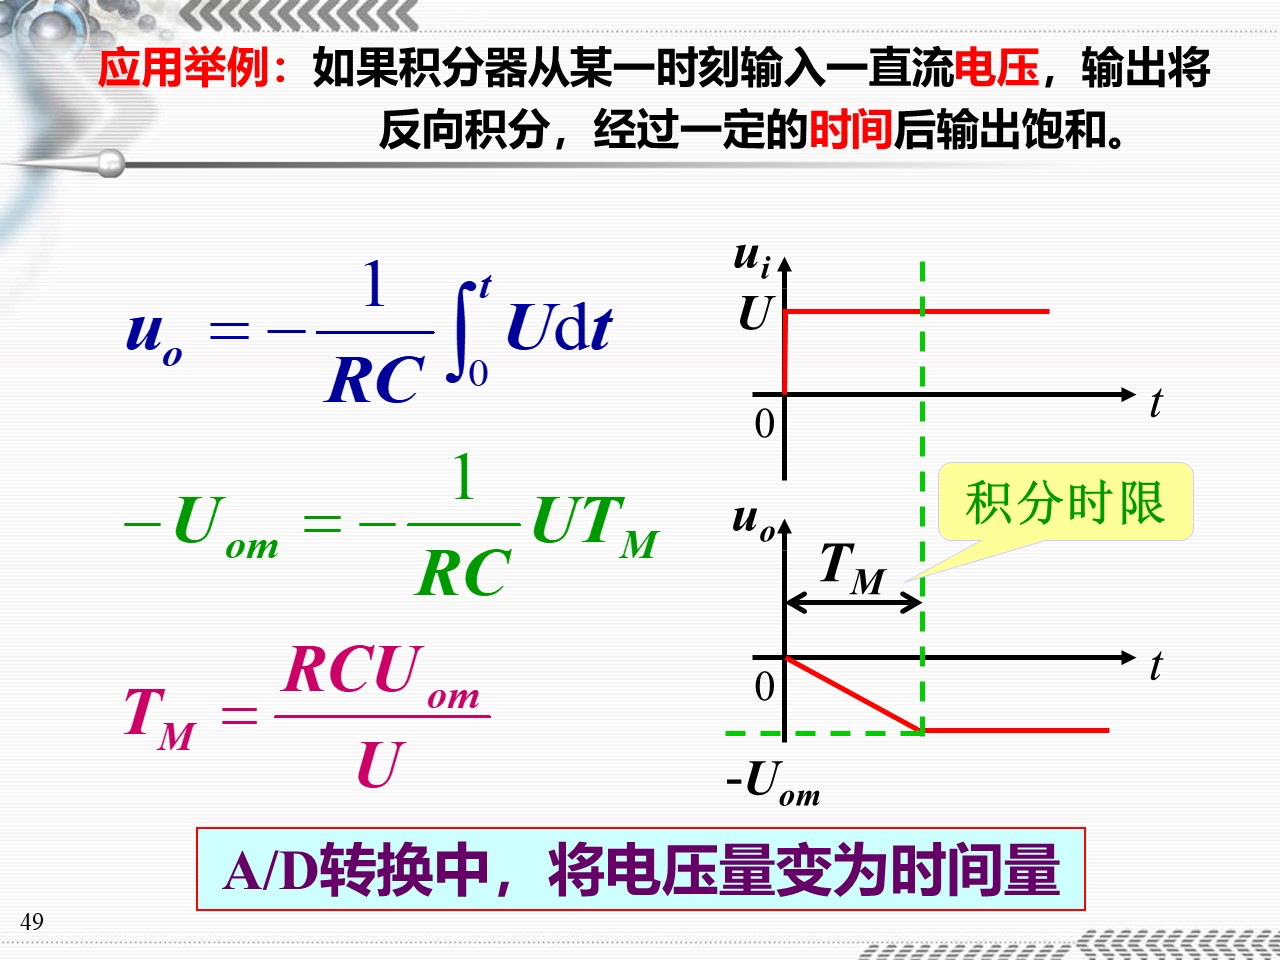 应用举例：如果积分器从某一时刻输入一直流电压，输出将
反向积分，经过一定的时间后输出饱和。
u_o = −\frac{1}{RC} ∫_0^t Udt
−U_{om} = −\frac{1}{RC} UT_M
T_M = \frac{RCU_{om}}{U}
u_i
U
0
t
积分时限
u_o
T_M
0
t
-U_{om}
A/D转换中，将电压量变为时间量
49